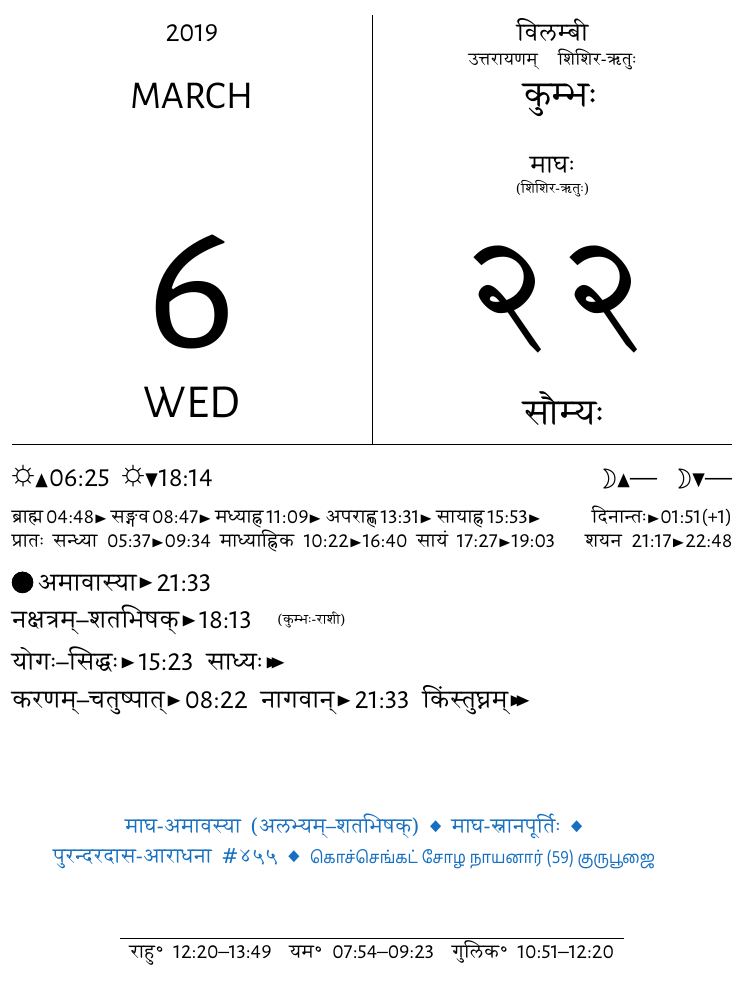 2019
MARCH
6
WED
विलम्बी
उत्तरायणम् शिशिर-ऋतुः
कुम्भः
माघः
(शिशिर-ऋतुः)
२२
सौम्यः
☼▲06:25 ☼▼18:14 ☽▲— ☽▼—
ब्राह्म 04:48► सङ्गव 08:47► मध्याह्न 11:09► अपराह्ण 13:31► सायाह्न 15:53► दिनान्तः►01:51(+1)
प्रातः सन्ध्या 05:37►09:34 माध्याह्निक 10:22►16:40 सायं 17:27►19:03 शयन 21:17►22:48
● अमावास्या► 21:33
नक्षत्रम्–शतभिषक्►18:13 (कुम्भः-राशी)
योगः–सिद्धः►15:23 साध्यः►►
करणम्–चतुष्पात्►08:22 नागवान्►21:33 किंस्तुघ्नम्►►
माघ-अमावस्या (अलभ्यम्–शतभिषक्) ◆ माघ-स्नानपूर्तिः ◆
पुरन्दरदास-आराधना #४५५ ◆ கொச்செங்கட் சோழ நாயனார் (59) குருபூஜை
राहु° 12:20–13:49 यम° 07:54–09:23 गुलिक° 10:51–12:20